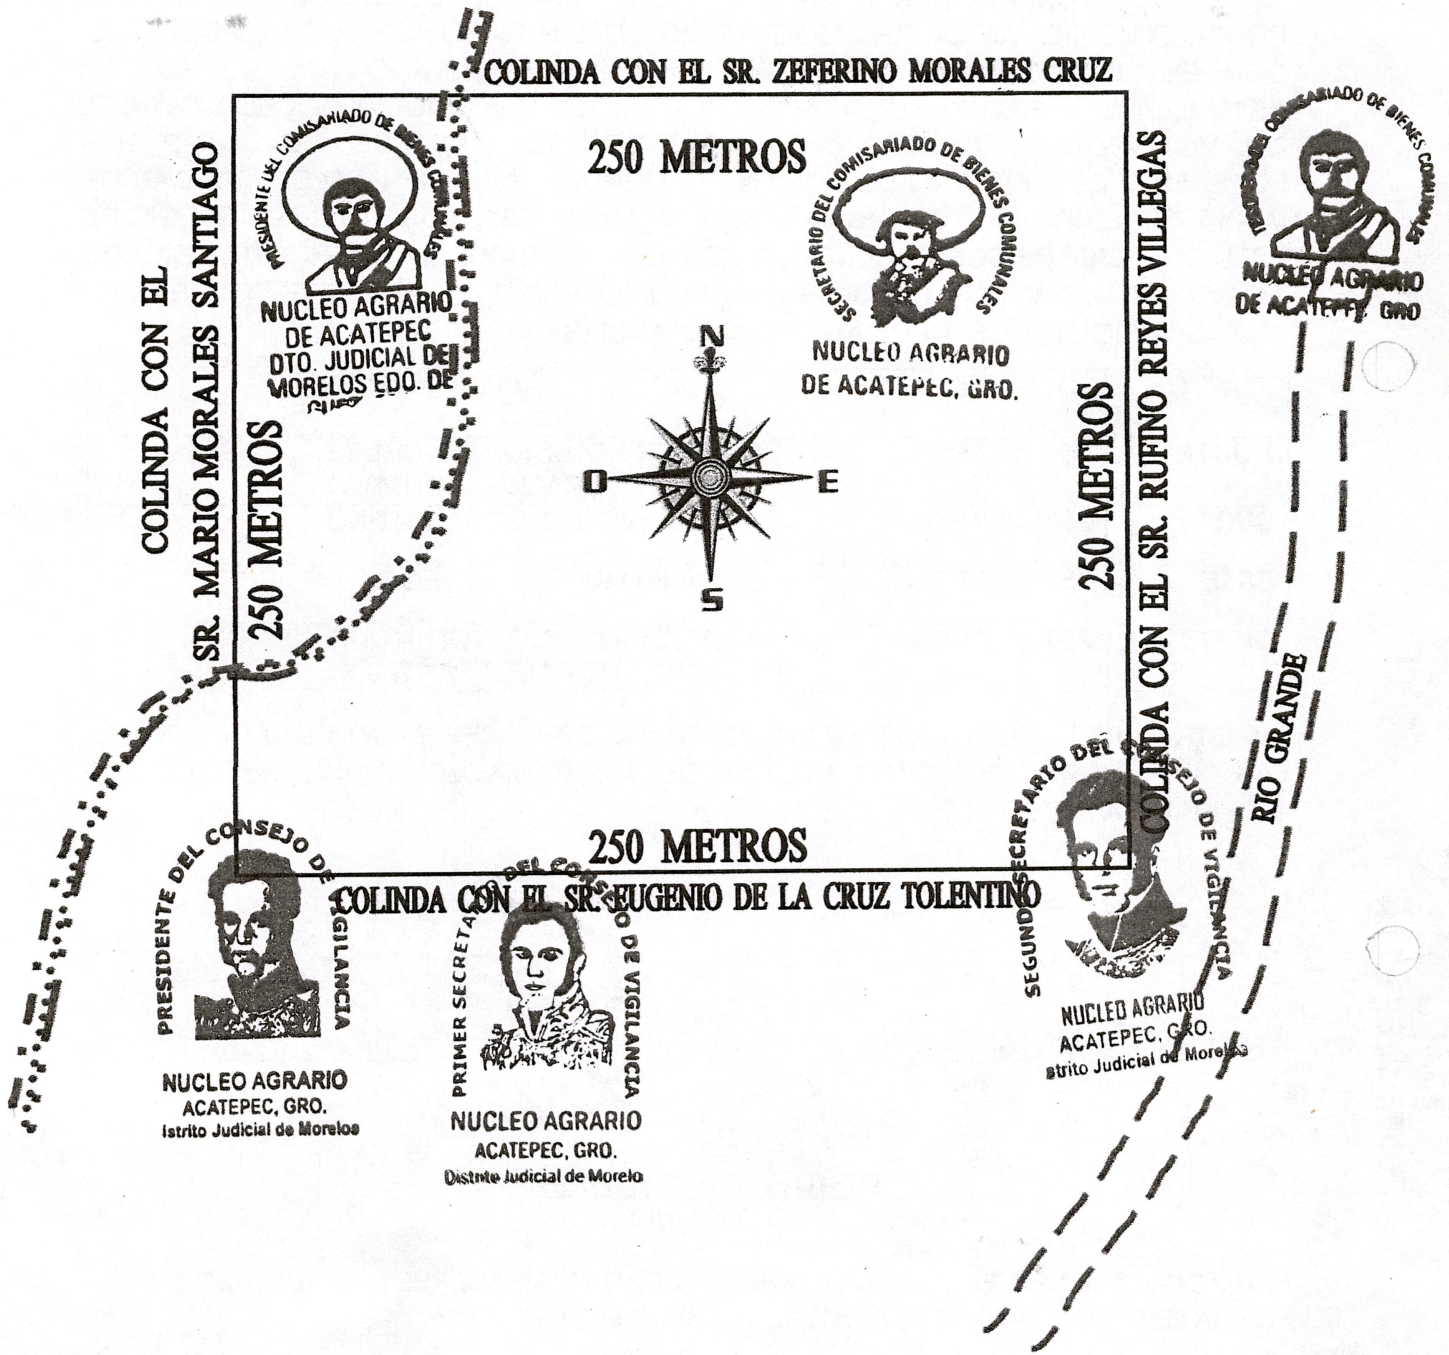 COLINDA CON EL SR. ZEFERINO MORALES CRUZ
250 METROS
COLINDA CON EL
SR. MARIO MORALES SANTIAGO
250 METROS
PRESIDENTE DEL COMISARIADO DE BIENES COMUNALES
NUCLEO AGRARIO
DE ACATEPEC
DTO. JUDICIAL DE
MORELOS EDO. DE
SECRETARIO DEL COMISARIADO DE BIENES COMUNALES
NUCLEO AGRARIO
DE ACATEPEC, GRO.
N
O
E
S
250 METROS
COLINDA CON EL SR. RUFINO REYES VILLEGAS
DEL COMISARIADO DE BIENES COMUNALES
NUCLEO AGRARIO
DE ACATEPEC GRO
RIO GRANDE
250 METROS
COLINDA CON EL SR. EUGENIO DE LA CRUZ TOLENTINO
PRESIDENTE DEL CONSEJO DE VIGILANCIA
NUCLEO AGRARIO
ACATEPEC, GRO.
istrito Judicial de Morelos
PRIMER SECRETA DEL CONSEJO DE VIGILANCIA
NUCLEO AGRARIO
ACATEPEC, GRO.
Distrito Judicial de Morelo
SEGUNDO SECRETARIO DEL CONSEJO DE VIGILANCIA
NUCLEO AGRARIO
ACATEPEC, GRO.
strito Judicial de Morelos